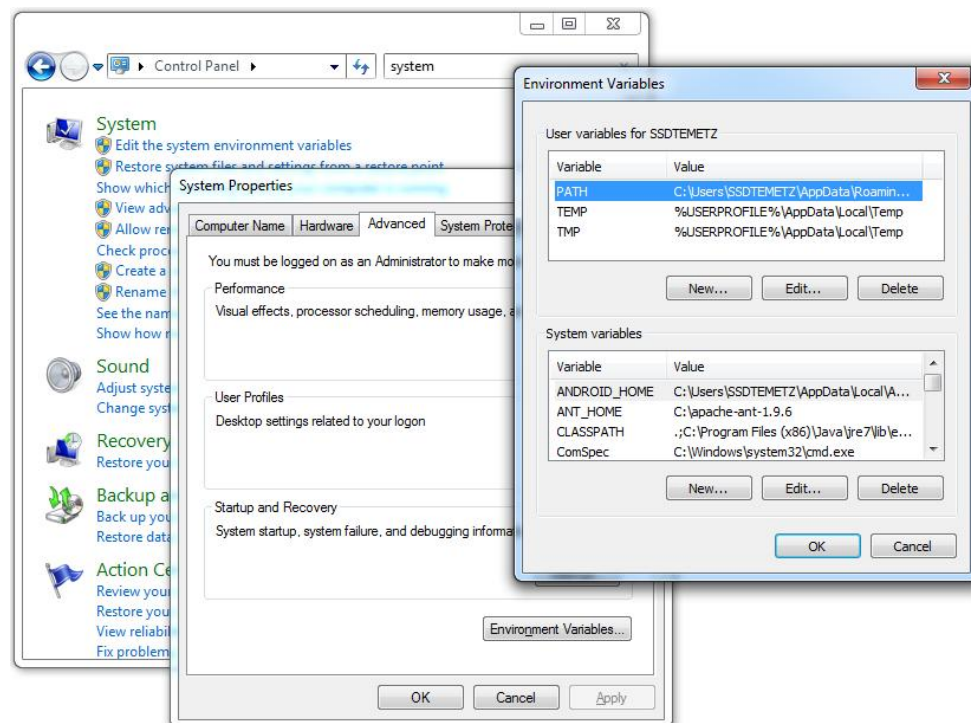 Control Panel
system
System
Edit the system environment variables
Restore system files and settings from a restore point
Show which
View adv
Allow re
Check proc
Create a
Rename
See the nam
Show how
Sound
Adjust syste
Change syst
Recovery
Restore you
Backup a
Back up you
Restore data
Action Ce
Review your
Restore you
View reliabil
Fix problem
System Properties
Computer Name
Hardware
Advanced
System Prote
You must be logged on as an Administrator to make mo
Performance
Visual effects, processor scheduling, memory usage, a
User Profiles
Desktop settings related to your logon
Startup and Recovery
System startup, system failure, and debugging informa
Environment Variables...
OK
Cancel
Apply
Environment Variables
User variables for SSDTEMETZ
Variable Value
PATH C:\Users\SSDTEMETZ\AppData\Roamin...
TEMP %USERPROFILE%\AppData\Local\Temp
TMP %USERPROFILE%\AppData\Local\Temp
New... Edit... Delete
System variables
Variable Value
ANDROID_HOME C:\Users\SSDTEMETZ\AppData\Local\A...
ANT_HOME C:\apache-ant-1.9.6
CLASSPATH .;C:\Program Files (x86)\Java\jre7\lib\e...
ComSpec C:\Windows\system32\cmd.exe
New... Edit... Delete
OK Cancel